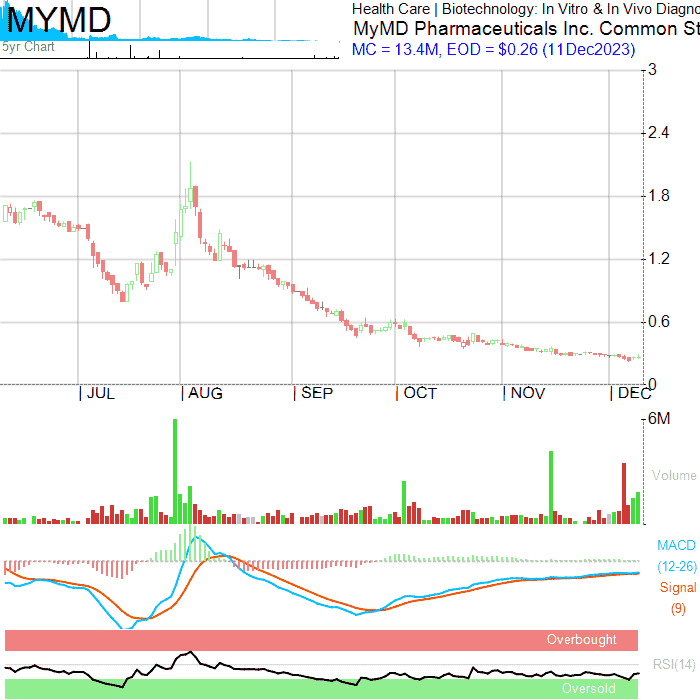 MYMD
5yr Chart
Health Care | Biotechnology: In Vitro & In Vivo Diagno
MyMD Pharmaceuticals Inc. Common St
MC = 13.4M, EOD = $0.26 (11Dec2023)
3
2.4
1.8
1.2
0.6
0
JUL AUG SEP OCT NOV DEC
6M
Volume
MACD
(12-26)
Signal
(9)
Overbought
RSI(14)
Oversold